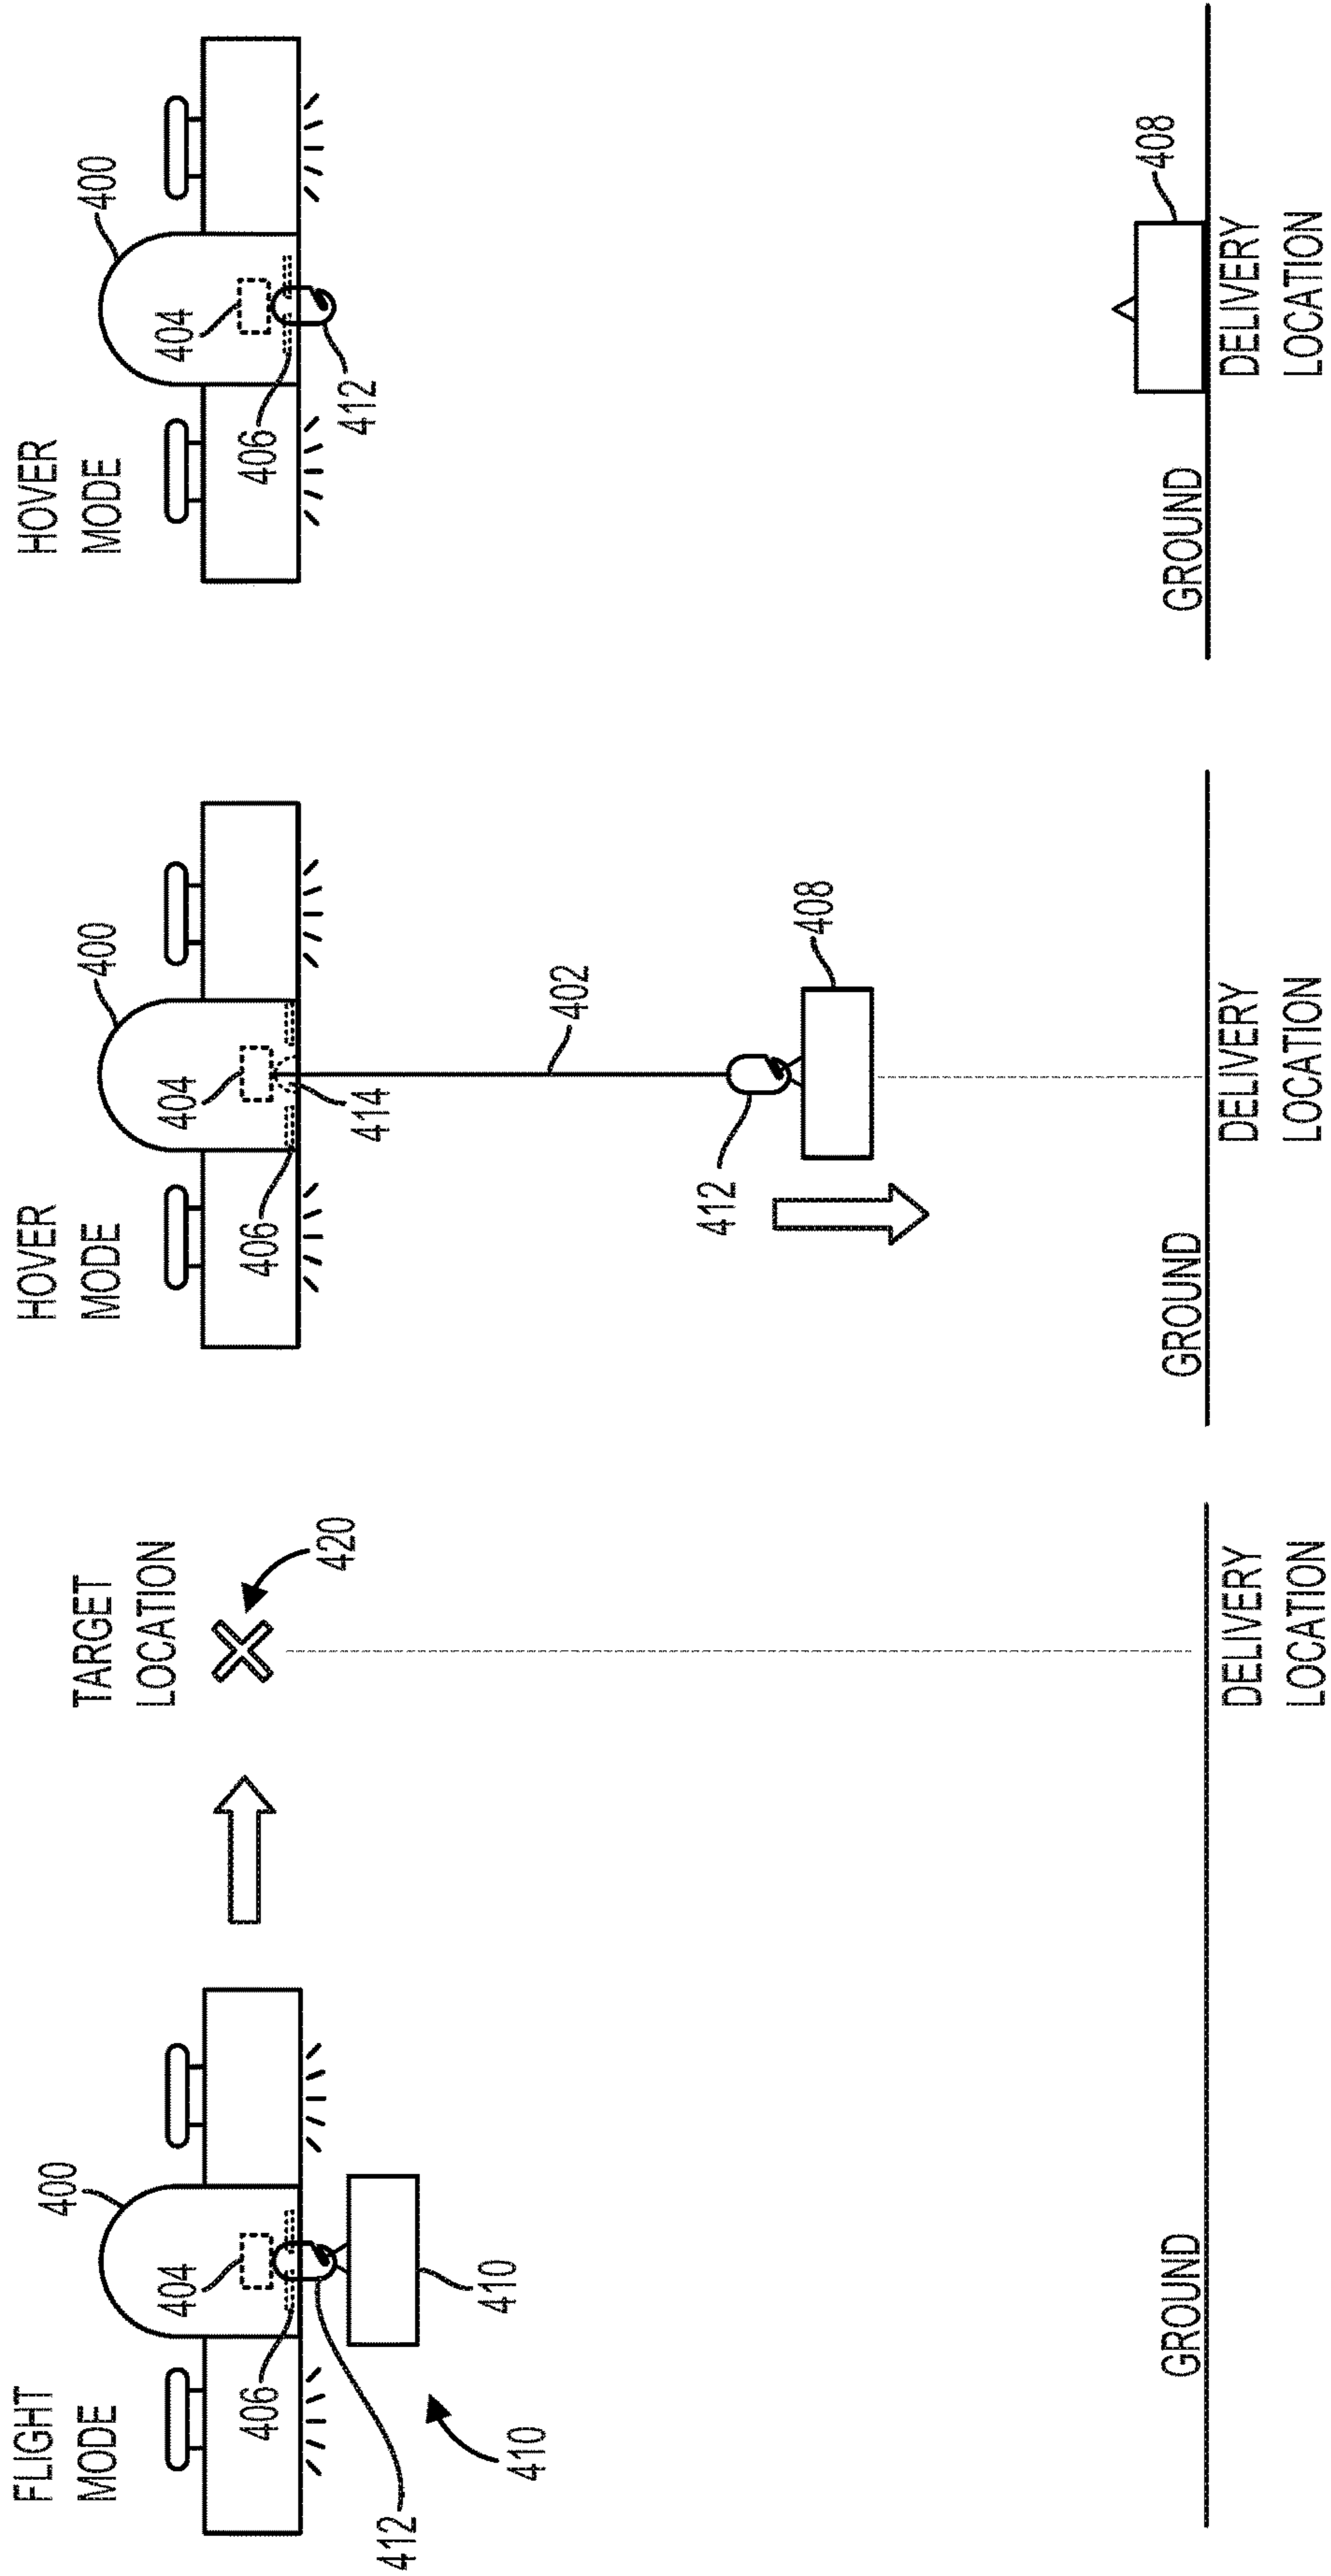 FLIGHT
MODE
400
404
406
412
410
410
TARGET
LOCATION
420
GROUND
DELIVERY
LOCATION
HOVER
MODE
400
404
406
414
402
412
408
GROUND
DELIVERY
LOCATION
HOVER
MODE
400
404
406
412
408
GROUND
DELIVERY
LOCATION